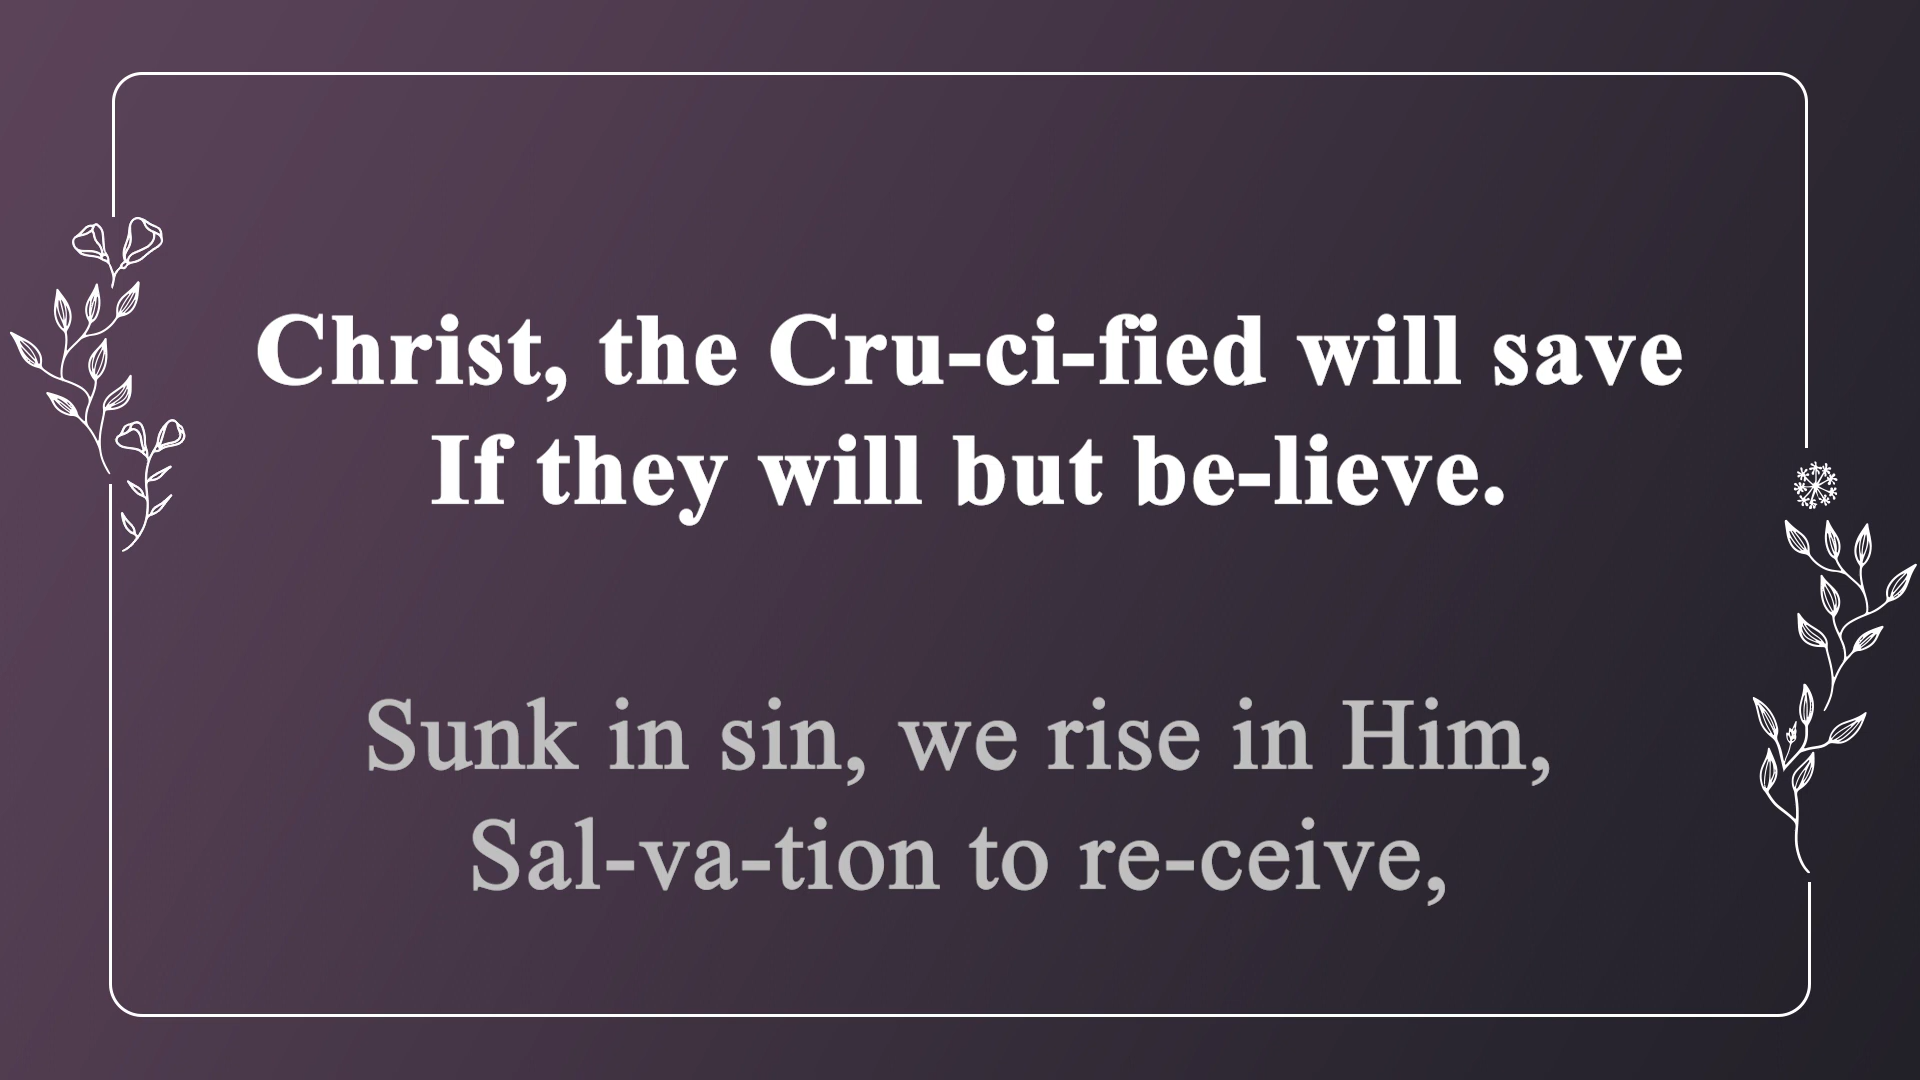 Christ, the Cru-ci-fied will save
If they will but be-lieve.
Sunk in sin, we rise in Him,
Sal-va-tion to re-ceive,